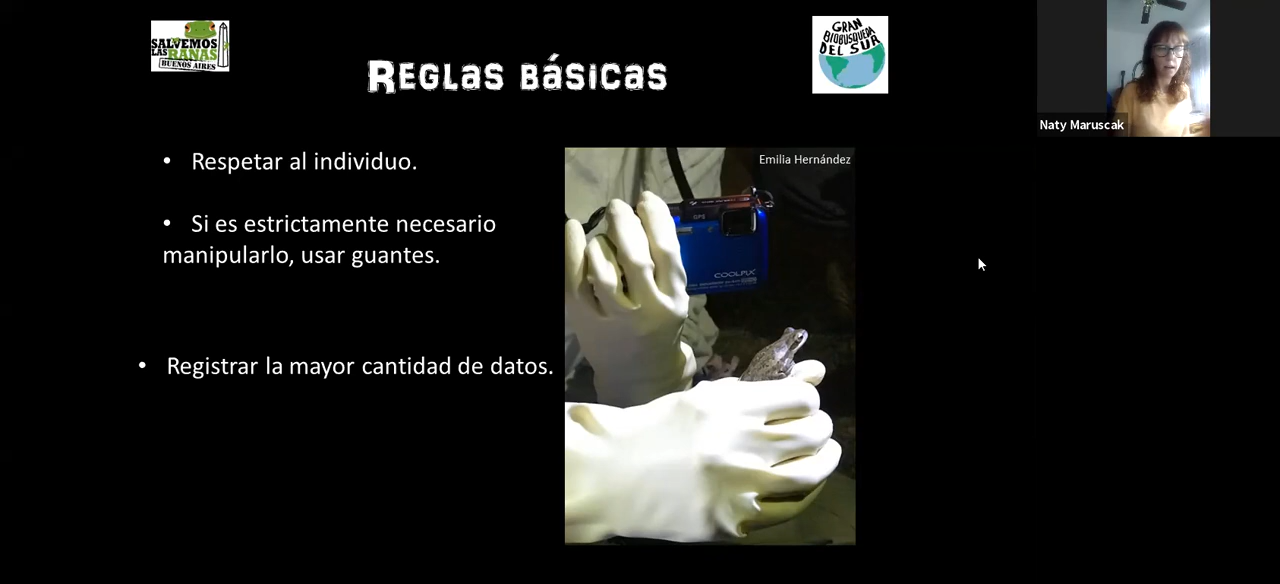 SALVEMOS
LAS RANAS
BUENOS AIRES
REGLAS BÁSICAS
GRAN
BIOBUSQUEDA
DEL SUR
Naty Maruscak
• Respetar al individuo.
• Si es estrictamente necesario
manipularlo, usar guantes.
• Registrar la mayor cantidad de datos.
Emilia Hernández
GPS
COOLPIX